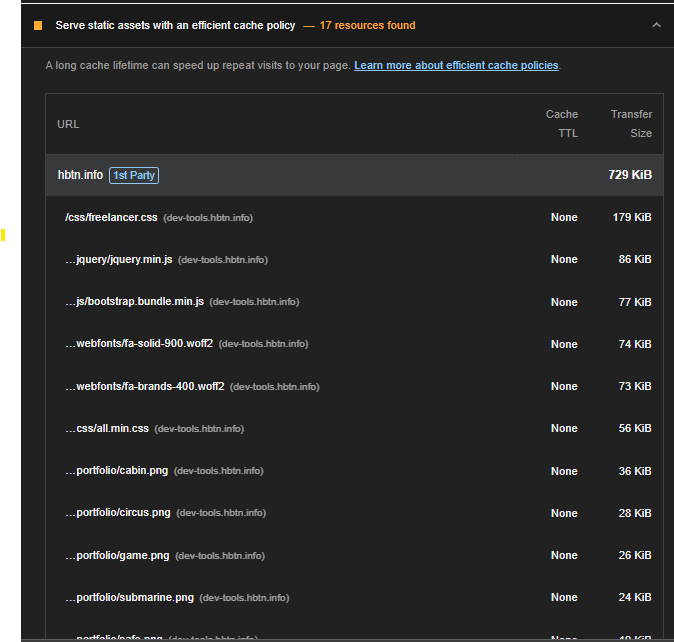 Serve static assets with an efficient cache policy — 17 resources found
A long cache lifetime can speed up repeat visits to your page. Learn more about efficient cache policies.
URL Cache TTL Transfer Size
hbtn.info 1st Party 729 KiB
/css/freelancer.css (dev-tools.hbtn.info) None 179 KiB
…jquery/jquery.min.js (dev-tools.hbtn.info) None 86 KiB
…js/bootstrap.bundle.min.js (dev-tools.hbtn.info) None 77 KiB
…webfonts/fa-solid-900.woff2 (dev-tools.hbtn.info) None 74 KiB
…webfonts/fa-brands-400.woff2 (dev-tools.hbtn.info) None 73 KiB
…css/all.min.css (dev-tools.hbtn.info) None 56 KiB
…portfolio/cabin.png (dev-tools.hbtn.info) None 36 KiB
…portfolio/circus.png (dev-tools.hbtn.info) None 28 KiB
…portfolio/game.png (dev-tools.hbtn.info) None 26 KiB
…portfolio/submarine.png (dev-tools.hbtn.info) None 24 KiB
…portfolio/safe.png (dev-tools.hbtn.info) None